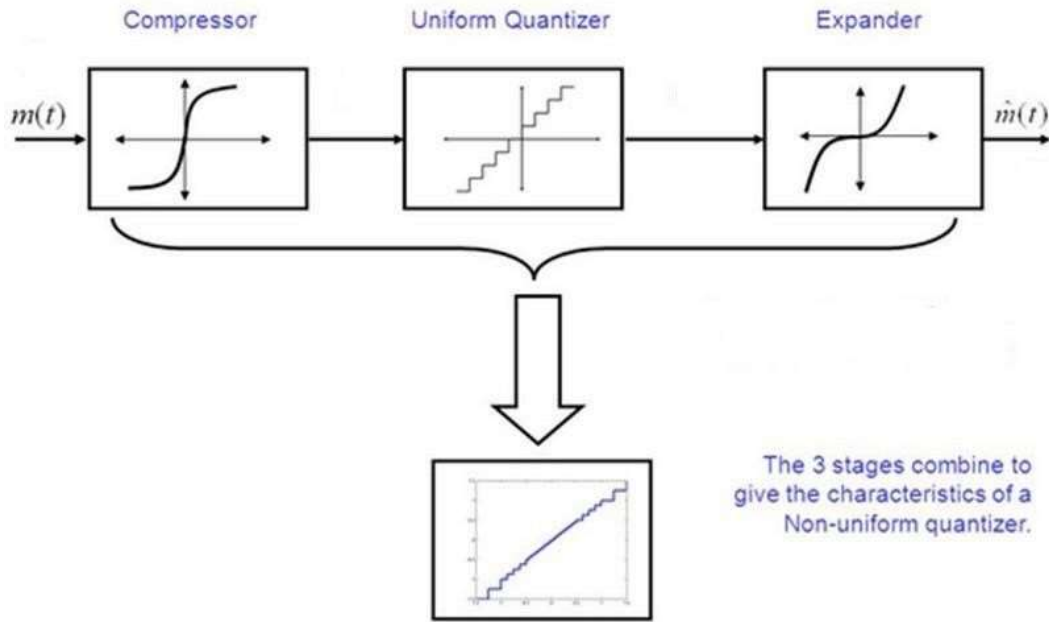 Compressor
Uniform Quantizer
Expander
m(t)
m̂(t)
The 3 stages combine to
give the characteristics of a
Non-uniform quantizer.